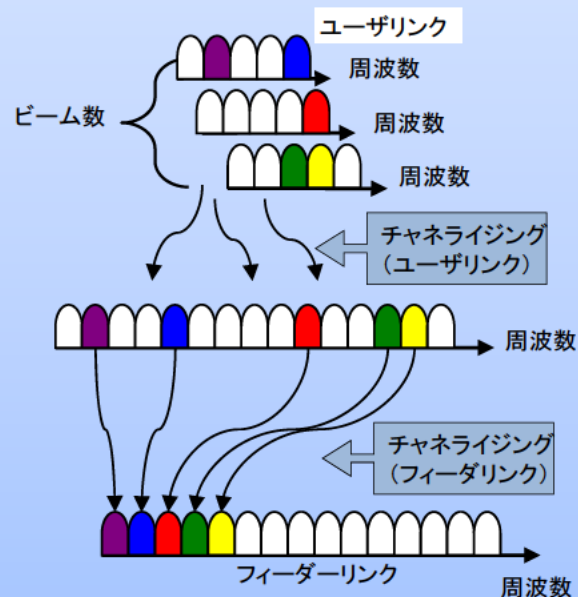 ユーザリンク
周波数
ビーム数
周波数
周波数
チャネライジング
(ユーザリンク)
周波数
チャネライジング
(フィーダリンク)
フィーダーリンク
周波数